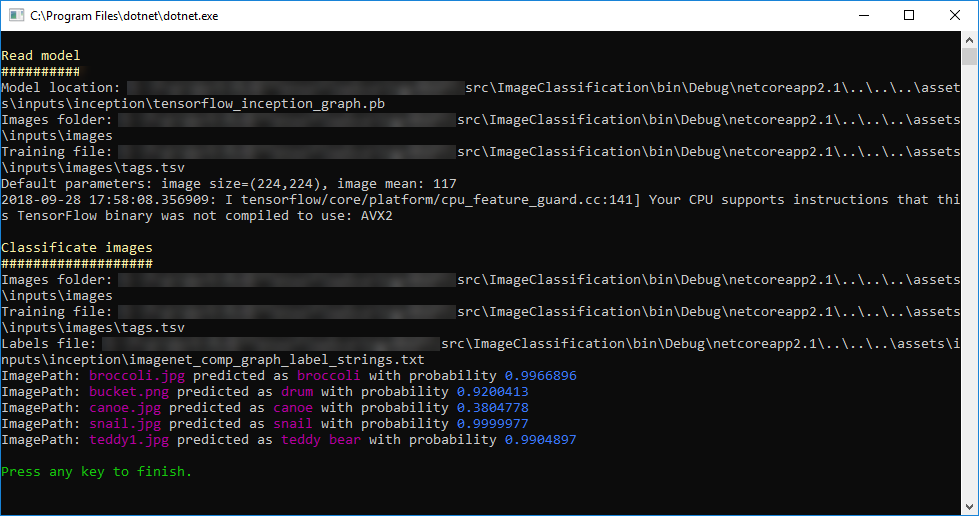 C:\Program Files\dotnet\dotnet.exe
Read model
##########
Model location: src\ImageClassification\bin\Debug\netcoreapp2.1\..\..\..\asset
s\inputs\inception\tensorflow_inception_graph.pb
Images folder: src\ImageClassification\bin\Debug\netcoreapp2.1\..\..\..\assets
\inputs\images
Training file: src\ImageClassification\bin\Debug\netcoreapp2.1\..\..\..\assets
\inputs\images\tags.tsv
Default parameters: image size=(224,224), image mean: 117
2018-09-28 17:58:08.356909: I tensorflow/core/platform/cpu_feature_guard.cc:141] Your CPU supports instructions that thi
s TensorFlow binary was not compiled to use: AVX2
Classificate images
###################
Images folder: src\ImageClassification\bin\Debug\netcoreapp2.1\..\..\..\assets
\inputs\images
Training file: src\ImageClassification\bin\Debug\netcoreapp2.1\..\..\..\assets
\inputs\images\tags.tsv
Labels file: src\ImageClassification\bin\Debug\netcoreapp2.1\..\..\..\assets\i
nputs\inception\imagenet_comp_graph_label_strings.txt
ImagePath: broccoli.jpg predicted as broccoli with probability 0.9966896
ImagePath: bucket.png predicted as drum with probability 0.9200413
ImagePath: canoe.jpg predicted as canoe with probability 0.3804778
ImagePath: snail.jpg predicted as snail with probability 0.9999977
ImagePath: teddy1.jpg predicted as teddy bear with probability 0.9904897
Press any key to finish.